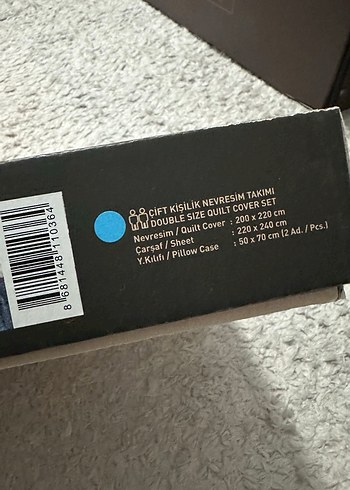 ÇİFT KİŞİLİK NEVRESİM TAKIMI
DOUBLE SIZE QUILT COVER SET
Nevresim / Quilt Cover : 200 x 220 cm
Çarşaf / Sheet : 220 x 240 cm
Y.Kılıfı / Pillow Case : 50 x 70 cm (2 Ad. / Pcs.)
8 681448 110364